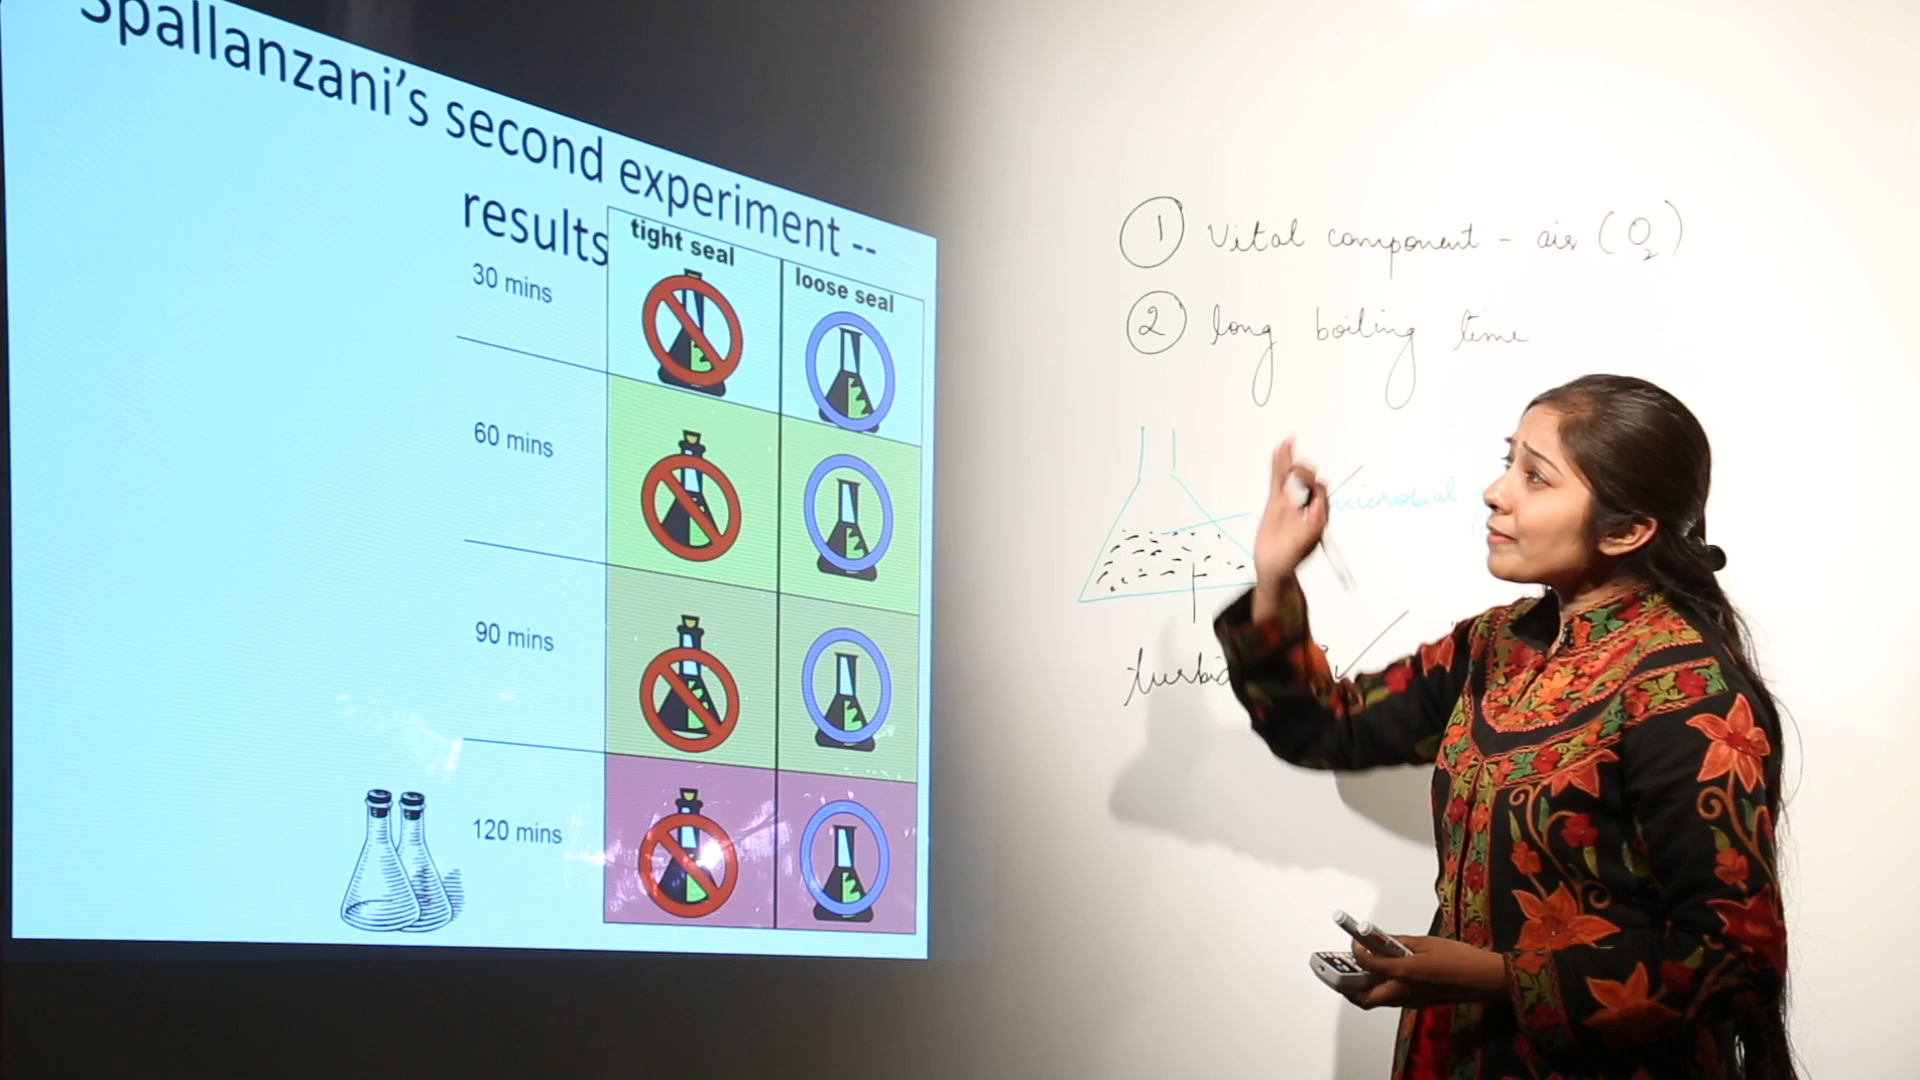 Spallanzani's second experiment --
results
tight seal
loose seal
30 mins
60 mins
90 mins
120 mins
1 Vital component - air (O2)
2 long boiling time
microbial